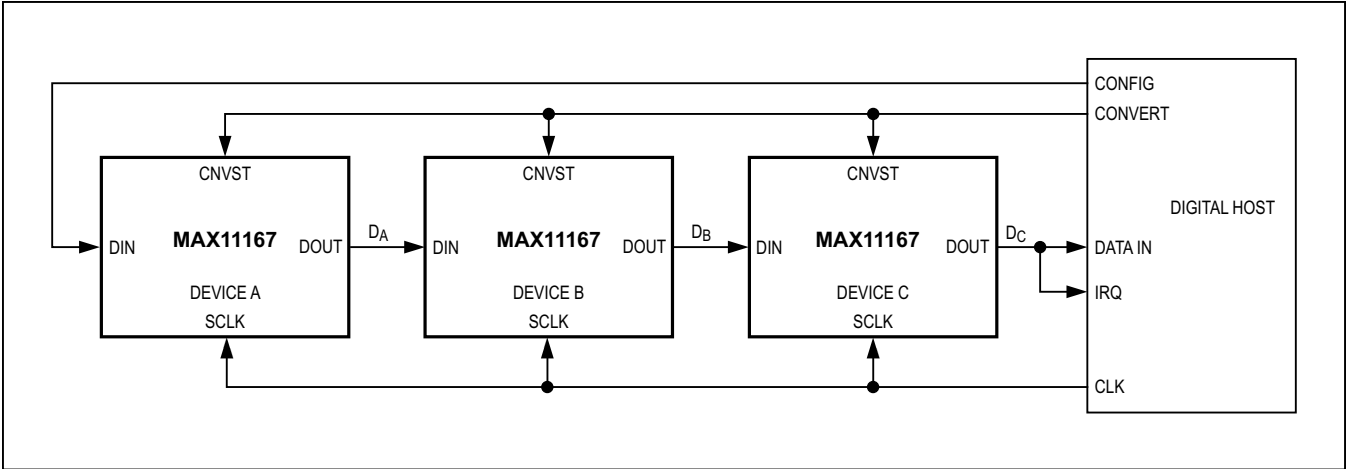 CONFIG
CONVERT
CNVST
CNVST
CNVST
DIGITAL HOST
DIN
MAX11167
DOUT
DA
DIN
MAX11167
DOUT
DB
DIN
MAX11167
DOUT
DC
DATA IN
DEVICE A
DEVICE B
DEVICE C
IRQ
SCLK
SCLK
SCLK
CLK